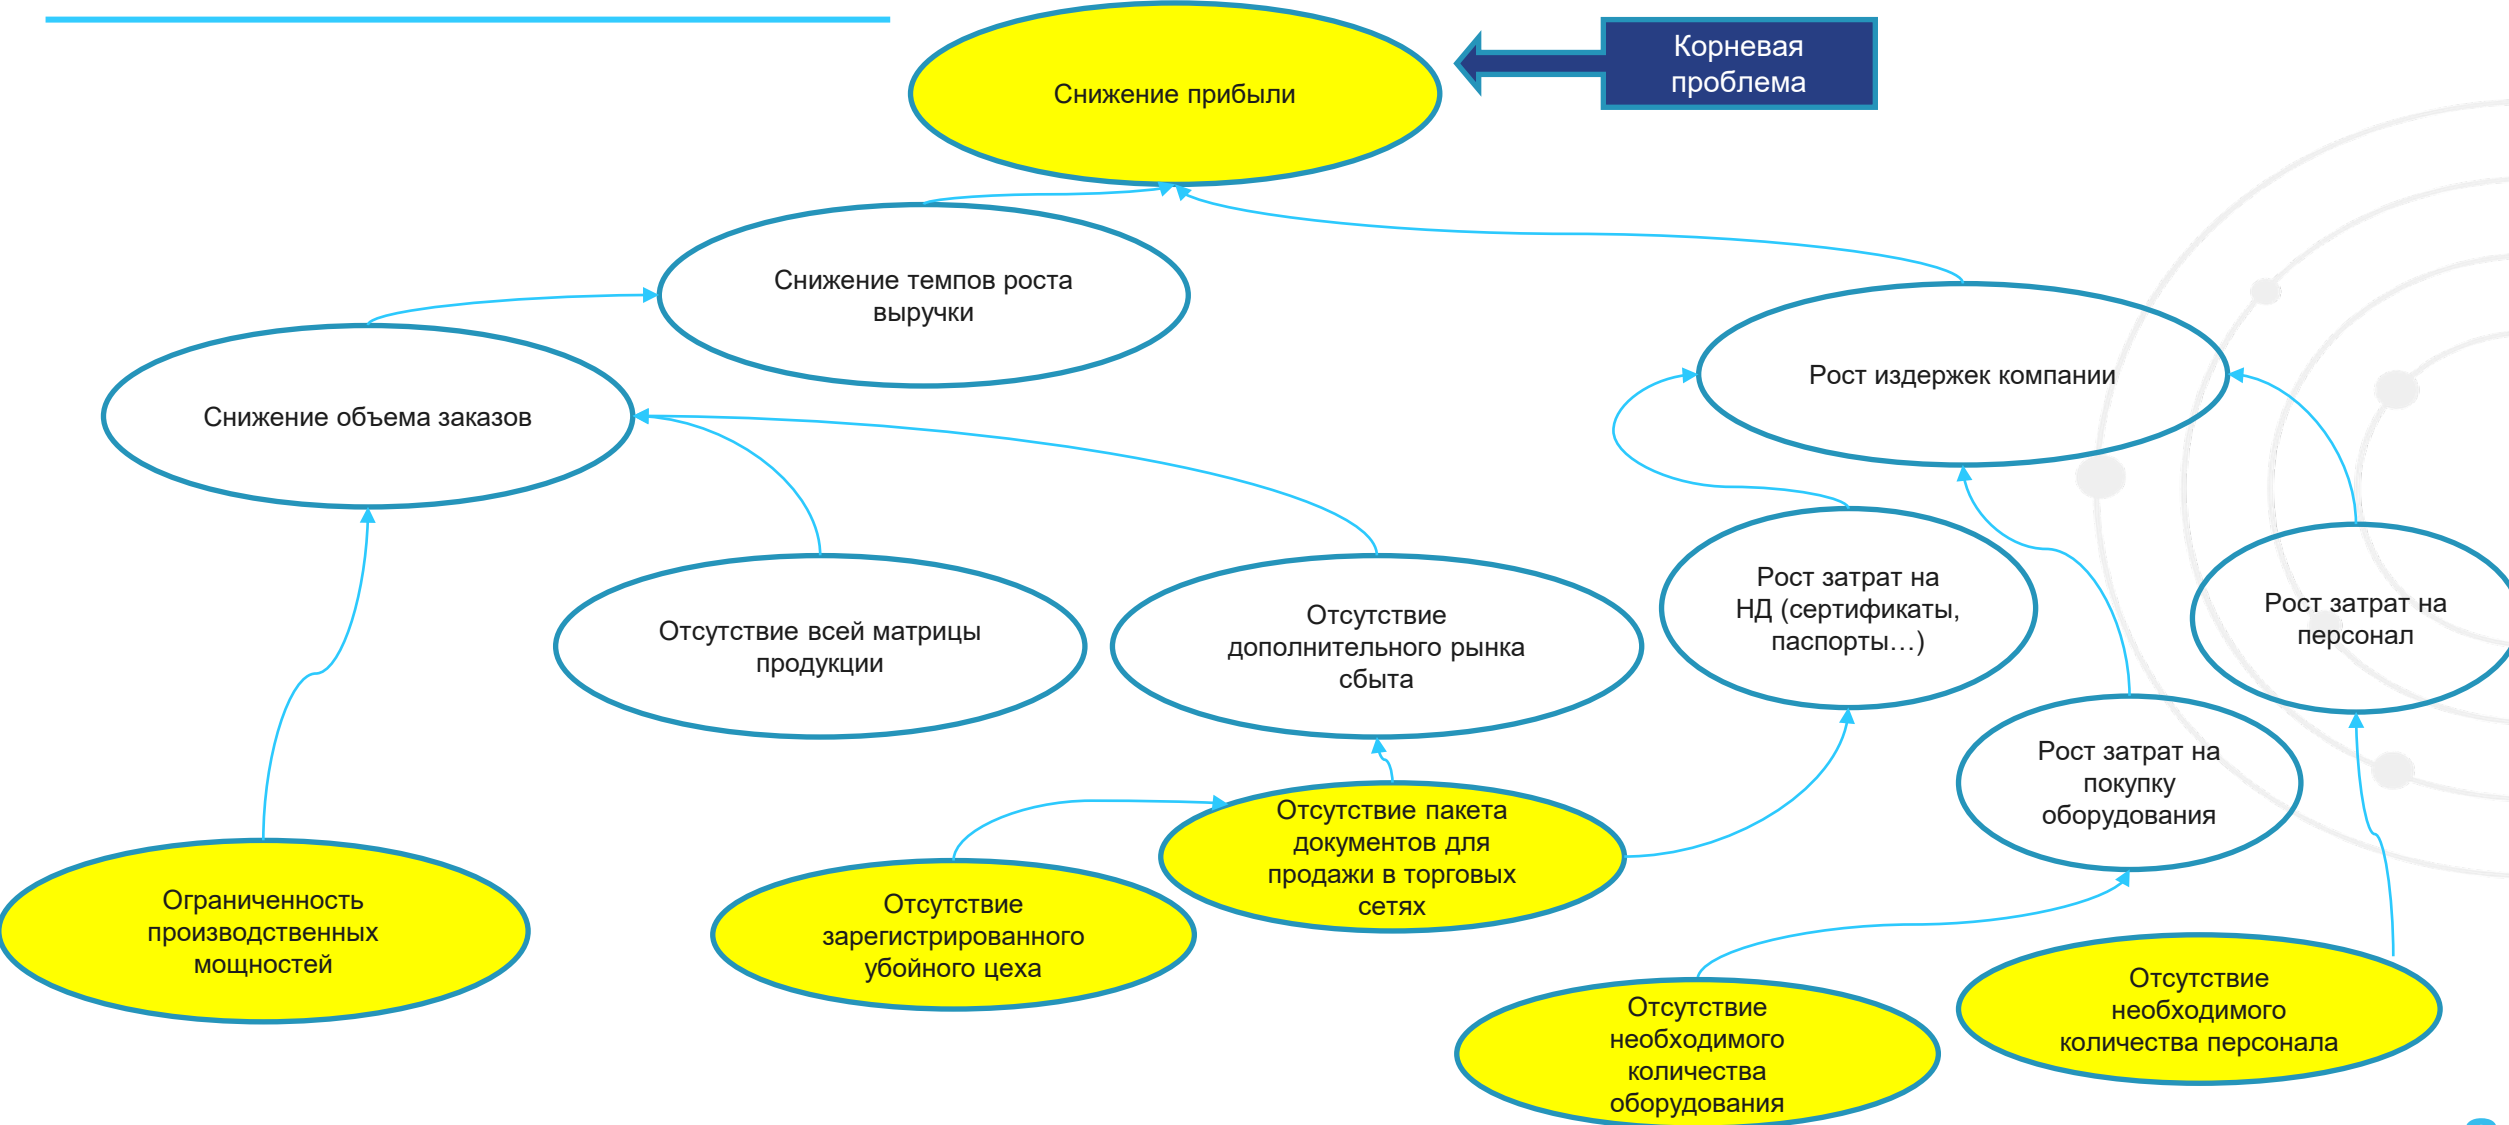 Корневая
проблема
Снижение прибыли
Снижение темпов роста
выручки
Рост издержек компании
Снижение объема заказов
Отсутствие всей матрицы
продукции
Отсутствие
дополнительного рынка
сбыта
Рост затрат на
НД (сертификаты,
паспорты…)
Рост затрат на
персонал
Рост затрат на
покупку
оборудования
Ограниченность
производственных
мощностей
Отсутствие
зарегистрированного
убойного цеха
Отсутствие пакета
документов для
продажи в торговых
сетях
Отсутствие
необходимого
количества
оборудования
Отсутствие
необходимого
количества персонала